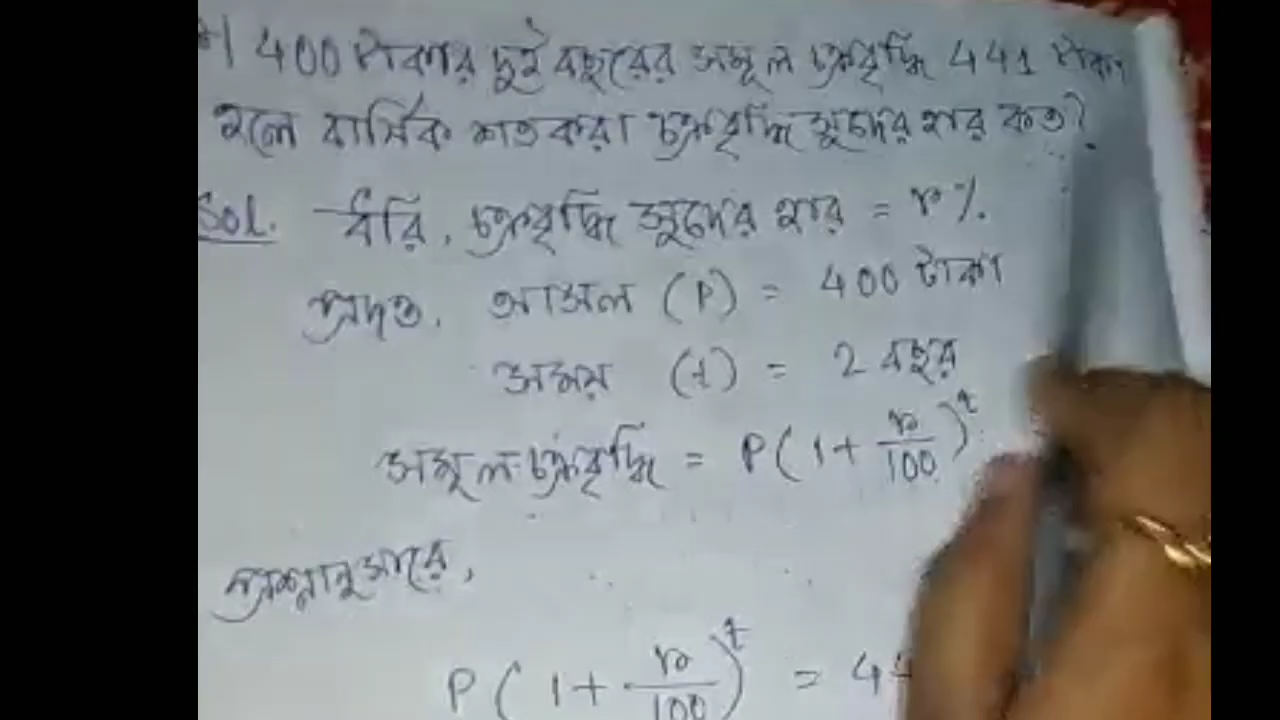 400 টাকার দুই বছরের সমূল চক্রবৃদ্ধি 441 টাকা
হলে বার্ষিক শতকরা চক্রবৃদ্ধি সুদের হার কত?
Sol. ধরি, চক্রবৃদ্ধি সুদের হার = r%.
প্রদত্ত, আসল (P) = 400 টাকা
সময় (t) = 2 বছর
সমূল চক্রবৃদ্ধি = P(1+r/100)^t
প্রশ্নানুসারে,
P(1+r/100)^t = 44